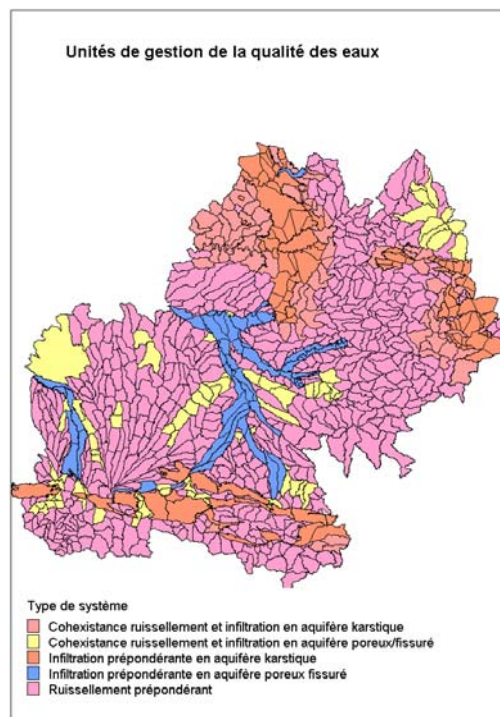 Unités de gestion de la qualité des eaux
Type de système
Cohexistance ruissellement et infiltration en aquifère karstique
Cohexistance ruissellement et infiltration en aquifère poreux/fissuré
Infiltration prépondérante en aquifère karstique
Infiltration prépondérante en aquifère poreux fissuré
Ruissellement prépondérant